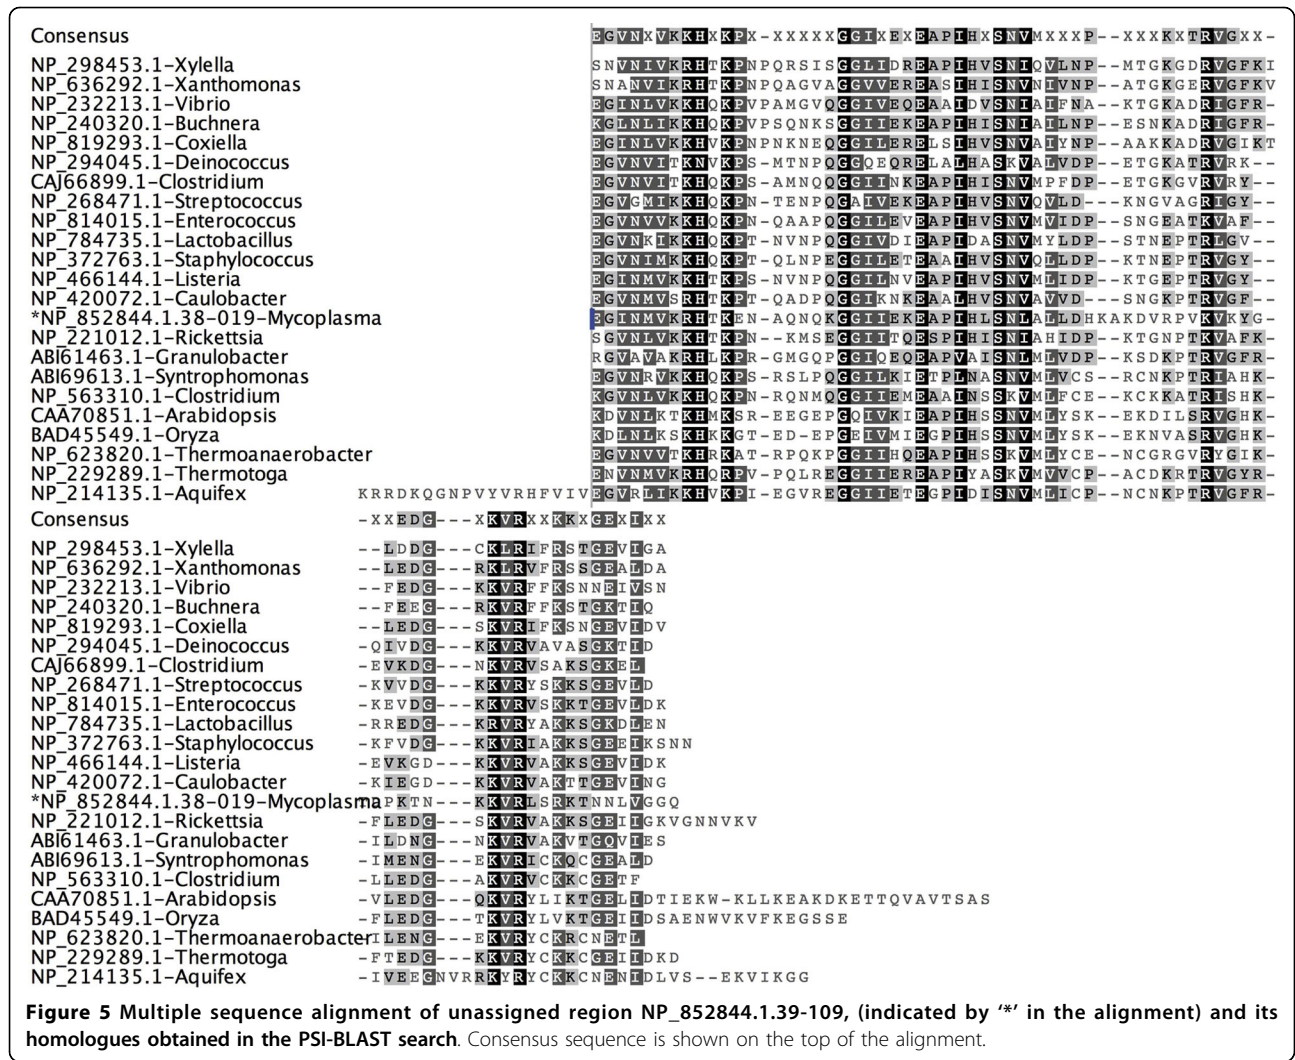 Consensus EGVNXVKKHXKPX-XXXXXGGIXEXEAPIHXSNVMXXXP--XXXKXTRVGXX-
NP_298453.1-Xylella SNVNIVKRHTKPNPQRSISGGLIDREAPIHVSNIQVLNP--MTGKGDRVGFKI
NP_636292.1-Xanthomonas SNANVIKRHTKPNPQAGVAGGVVEREASIHISNVNIVNP--ATGKGDRVGFKV
NP_232213.1-Vibrio EGINLVKKHQKPVPAMGVQGGIVEQEAAIDVSNIAIFNA--KTGKADRIGFR-
NP_240320.1-Buchnera KGLNLIKKHQKPVPSQNKSGGIIEKEAPIHISNIAILNP--ESNKADRIGFR-
NP_819293.1-Coxiella EGINLVKKHVKPNPNKNEQGGILERELSIHVSNVAIYNP--AAKKADRVGIKT
NP_294045.1-Deinococcus EGVNVITKNVKPS-MTNPQGGQEQRELALHASKVALVDP--ETGKATRVRK--
CAJ66899.1-Clostridium EGVNVITKHQKPS-AMNQQGGIINKEAPIHISNVMPFDP--ETGKGVRVRY--
NP_268471.1-Streptococcus EGVGMIKKHQKPN-TENPQGAIVEKEAPIHVSNVQVLD---KNGVAGRIGY--
NP_814015.1-Enterococcus EGVNVVKKHQKPN-QAAPQGGILEVEAPIHVSNVMVIDP--SNGEATKVAF--
NP_784735.1-Lactobacillus EGVNKIKKHQKPT-NVNPQGGIVDIEAPIDASNVMYLDP--STNEPTRLGV--
NP_372763.1-Staphylococcus EGVNIMKKHQKPT-QLNPEGGILETEAAIHVSNVQLLDP--KTNEPTRVGY--
NP_466144.1-Listeria EGINMVKKHTKPS-NVNPQGGILNVEAPIHVSNVMLIDP--KTGEPTRVGY--
NP_420072.1-Caulobacter EGVNMVSRHTKPT-QADPQGGIKNKEAALHVSNVAVVD---SNGKPTRVGF--
*NP_852844.1.38-019-Mycoplasma EGINMVKRHTKEN-AQNQKGGIIEKEAPIHLSNLALLDHKAKDVRPVKVKYG-
NP_221012.1-Rickettsia SGVNLVKRHTKPT-KMSEGGIITQESPIHISNIAHIDP--KTGNPTKVAFK-
ABI61463.1-Granulobacter RGVAVAKRHLKPR-GMGQPGGIQEQEAPVAISNLMLVDP--KSDKPTRVGFR-
ABI69613.1-Syntrophomonas EGVNRVKKHQKPS-RSLPQGGILKIETPLNASNVMLVCS--RCNKPTRIAHK-
NP_563310.1-Clostridium KGVNLVKKHQKPN-RQNMQGGIIEMEAAINSSKVMLFCE--KCKKATRISHK-
CAA70851.1-Arabidopsis KDVNLKTKHMKSR-EEGEPGQIVKIEAPIHSSNVMLYSK--EKDILSRVGHK-
BAD45549.1-Oryza KDLNLKSKHKKGT-ED-EPGEIVMIEGPIHSSNVMLYSK--EKNVASRVGHK-
NP_623820.1-Thermoanaerobacter EGVNVVTKHRKAT-RPQKPGGIIHQEAPIHSSKVMLYCE--NCGRGVRYGIK-
NP_229289.1-Thermotoga ENVNMVKRHQRPV-PQLREGGIIEREAPIYASKVMVVCP--ACDKRTRVGYR-
NP_214135.1-Aquifex KRRDKQGNPVYVRHFVIVEGVRLIKKHVKPI-EGVREGGIIETEGPIDISNVMLICP--NCNKPTRVGFR-
Consensus -XXEDG---XKVRXXKKXGEXIXX
NP_298453.1-Xylella --LDDG---CKLRIFRSTGEVIGA
NP_636292.1-Xanthomonas --LEDG---RKLRVFRSSGEALDA
NP_232213.1-Vibrio --FEDG---KKVRFFKSNNEIVSN
NP_240320.1-Buchnera --FEEG---RKVRFFKSTGKTIQ
NP_819293.1-Coxiella --LEDG---SKVRIFKSNGEVIDV
NP_294045.1-Deinococcus -QIVDG---KKVRVAVASGKTID
CAJ66899.1-Clostridium -EVKDG---NKVRVSAKSGKEL
NP_268471.1-Streptococcus -KVVDG---KKVRYSKKSGEVLD
NP_814015.1-Enterococcus -KEVDG---KKVRVSKKTGEVLDK
NP_784735.1-Lactobacillus -RREDG---KRVRYAKKSGKDLEN
NP_372763.1-Staphylococcus -KFVDG---KKVRIAKKSGEEIKSNN
NP_466144.1-Listeria -EVKGD---KKVRVAKKSGEVIDK
NP_420072.1-Caulobacter -KIEGD---KKVRVAKTTGEVING
*NP_852844.1.38-019-Mycoplasma PKTN---KKVRLSRKTNNLVGGQ
NP_221012.1-Rickettsia -FLEDG---SKVRVAKKSGEIIGKVGNNVKV
ABI61463.1-Granulobacter -ILDNG---NKVRVAKVTGQVIES
ABI69613.1-Syntrophomonas -IMENG---EKVRICKQCGEALD
NP_563310.1-Clostridium -LLEDG---AKVRVCKKCGETF
CAA70851.1-Arabidopsis -VLEDG---QKVRYLIKTGELIDTIEKW-KLLKEAKDKETTQVAVTSAS
BAD45549.1-Oryza -FLEDG---TKVRYLVKTGEIIDSAENWVKVFKEGSSE
NP_623820.1-Thermoanaerobacter -ILENG---EKVRYCKRCNETL
NP_229289.1-Thermotoga -FTEDG---KKVRYCKKCGEIIDKD
NP_214135.1-Aquifex -IVEEGNVRRKYRYCKKCNENIDLVS--EKVIKGG
Figure 5 Multiple sequence alignment of unassigned region NP_852844.1.39-109, (indicated by ‘*’ in the alignment) and its
homologues obtained in the PSI-BLAST search. Consensus sequence is shown on the top of the alignment.